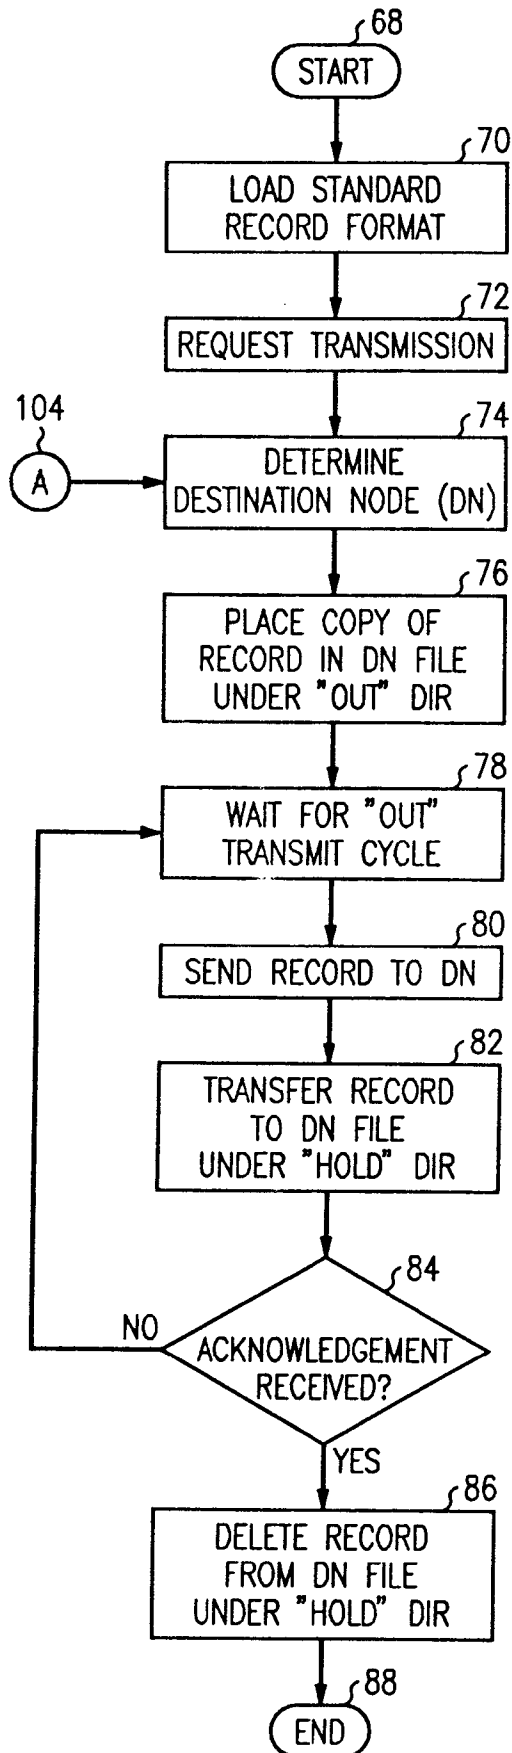 68
START
70
LOAD STANDARD
RECORD FORMAT
72
REQUEST TRANSMISSION
104
A
74
DETERMINE
DESTINATION NODE (DN)
76
PLACE COPY OF
RECORD IN DN FILE
UNDER "OUT" DIR
78
WAIT FOR "OUT"
TRANSMIT CYCLE
80
SEND RECORD TO DN
82
TRANSFER RECORD
TO DN FILE
UNDER "HOLD" DIR
84
NO
ACKNOWLEDGEMENT
RECEIVED?
YES
86
DELETE RECORD
FROM DN FILE
UNDER "HOLD" DIR
88
END